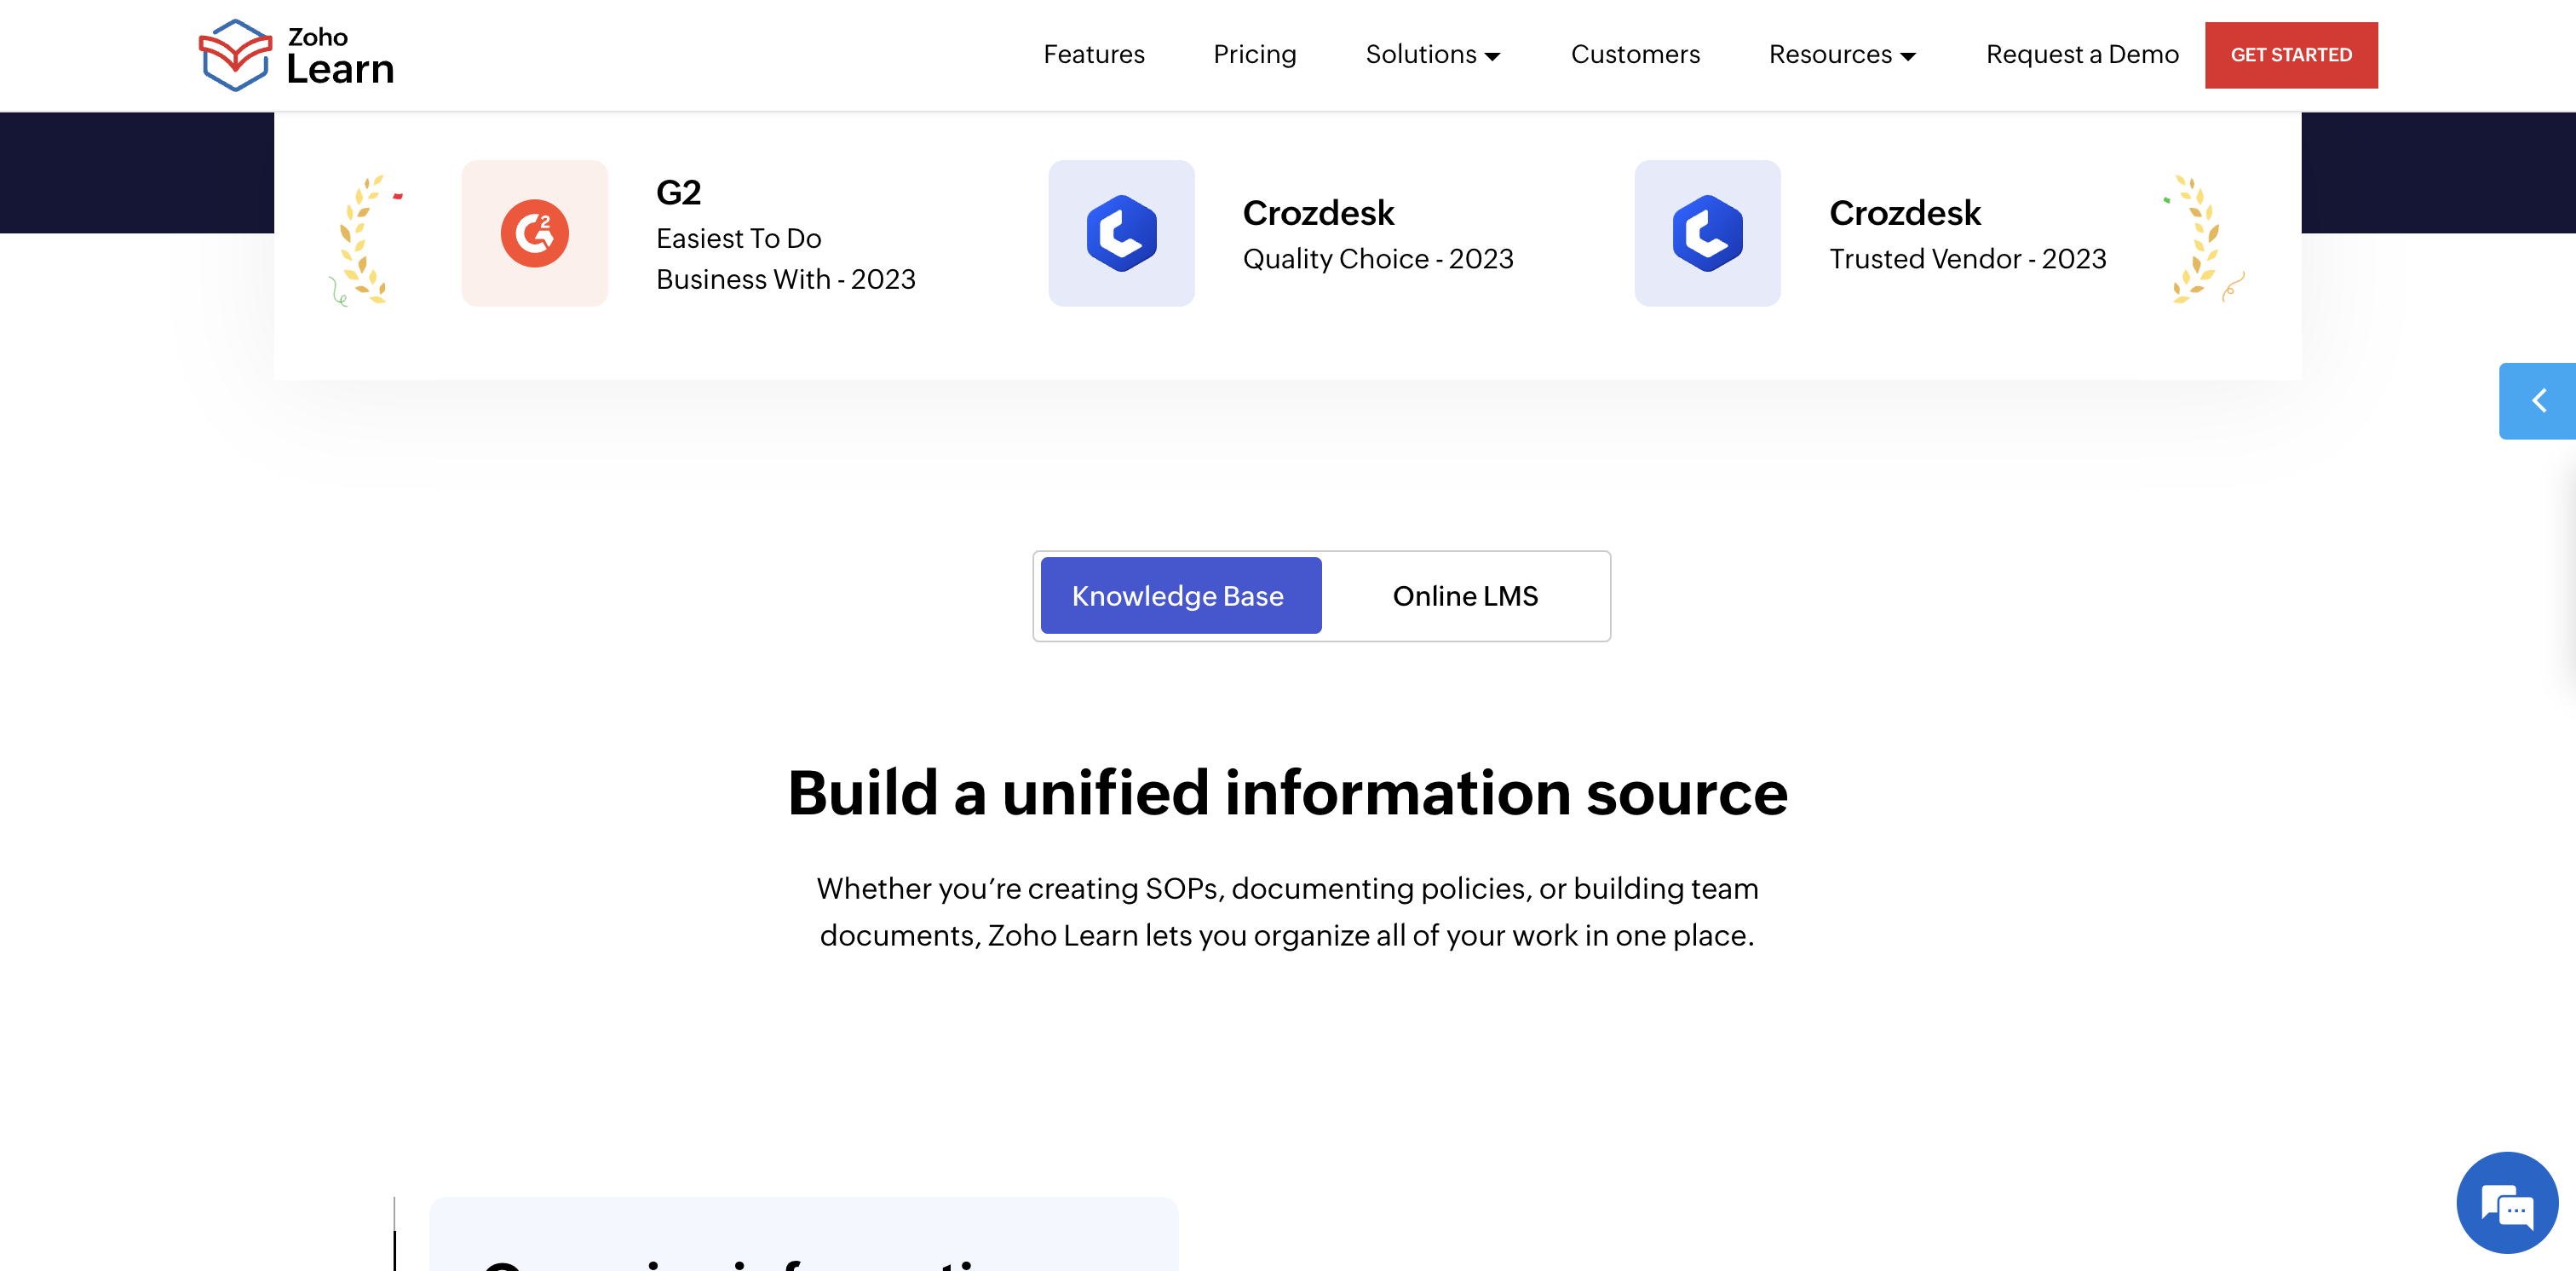 Zoho
Learn
Features
Pricing
Solutions
Customers
Resources
Request a Demo
GET STARTED
G2
Easiest To Do
Business With - 2023
Crozdesk
Quality Choice - 2023
Crozdesk
Trusted Vendor - 2023
Knowledge Base
Online LMS
Build a unified information source
Whether you’re creating SOPs, documenting policies, or building team
documents, Zoho Learn lets you organize all of your work in one place.